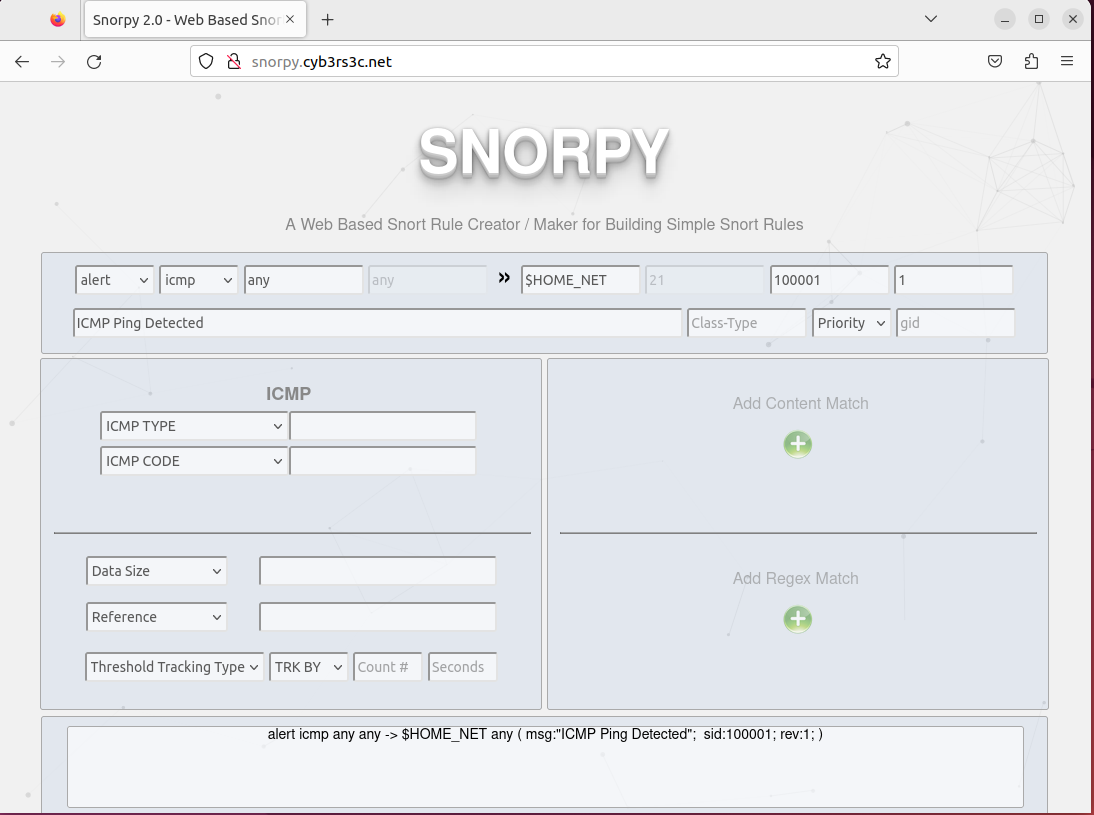 Snorpy 2.0 - Web Based Snor
snorpy.cyb3rs3c.net
SNORPY
A Web Based Snort Rule Creator / Maker for Building Simple Snort Rules
alert icmp any any » $HOME_NET 21 100001 1
ICMP Ping Detected Class-Type Priority gid
ICMP
ICMP TYPE
ICMP CODE
Data Size
Reference
Threshold Tracking Type TRK BY Count # Seconds
Add Content Match
Add Regex Match
alert icmp any any -> $HOME_NET any ( msg:"ICMP Ping Detected"; sid:100001; rev:1; )